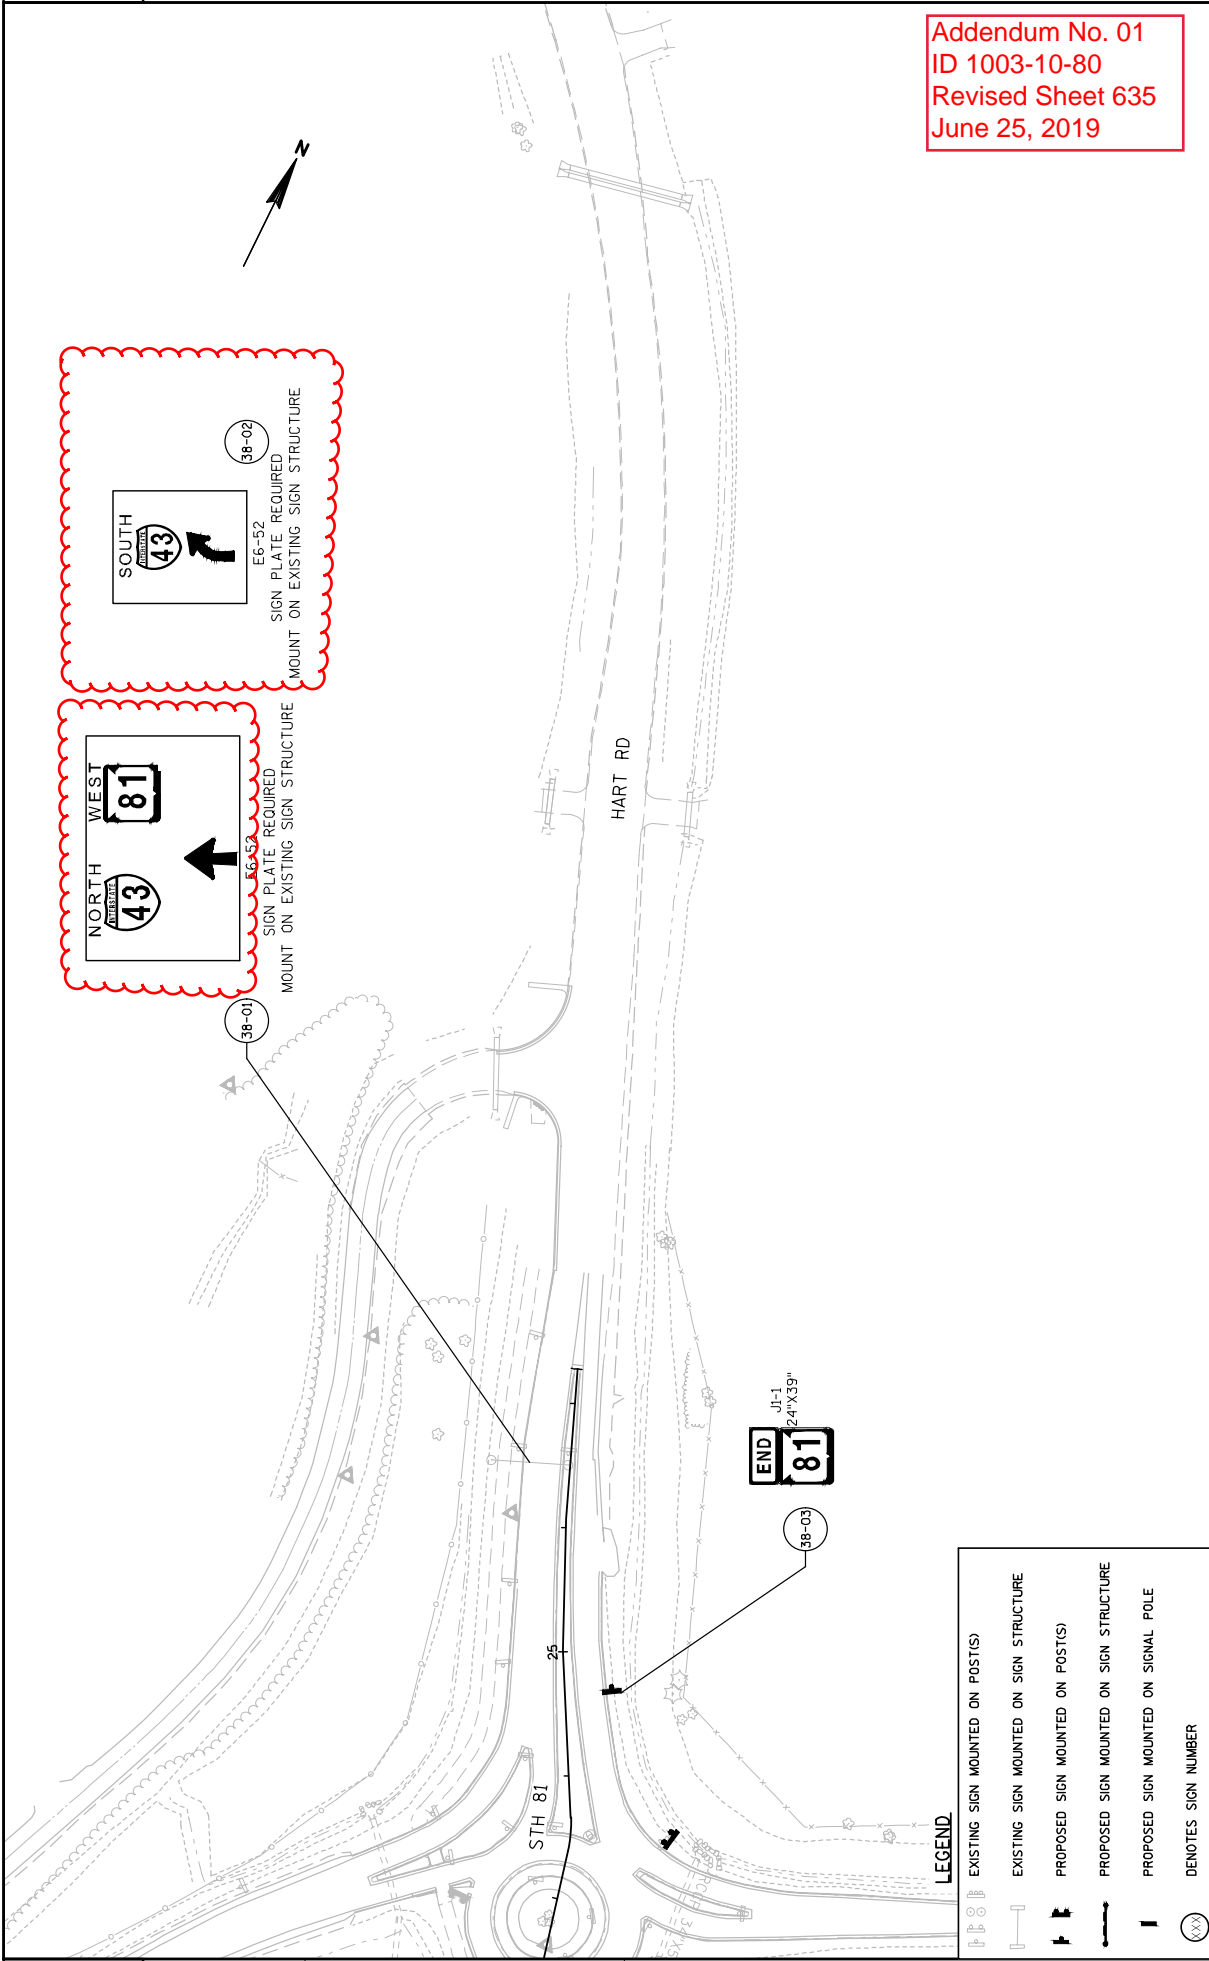 Addendum No. 01
ID 1003-10-80
Revised Sheet 635
June 25, 2019
N
SOUTH
INTERSTATE
43
38-02
E6-52
SIGN PLATE REQUIRED
MOUNT ON EXISTING SIGN STRUCTURE
NORTH WEST
INTERSTATE
43 81
E6-52
SIGN PLATE REQUIRED
MOUNT ON EXISTING SIGN STRUCTURE
38-01
HART RD
J1-1
24"X39"
END
81
38-03
25
STH 81
LEGEND
EXISTING SIGN MOUNTED ON POST(S)
EXISTING SIGN MOUNTED ON SIGN STRUCTURE
PROPOSED SIGN MOUNTED ON POST(S)
PROPOSED SIGN MOUNTED ON SIGN STRUCTURE
PROPOSED SIGN MOUNTED ON SIGNAL POLE
XXX DENOTES SIGN NUMBER